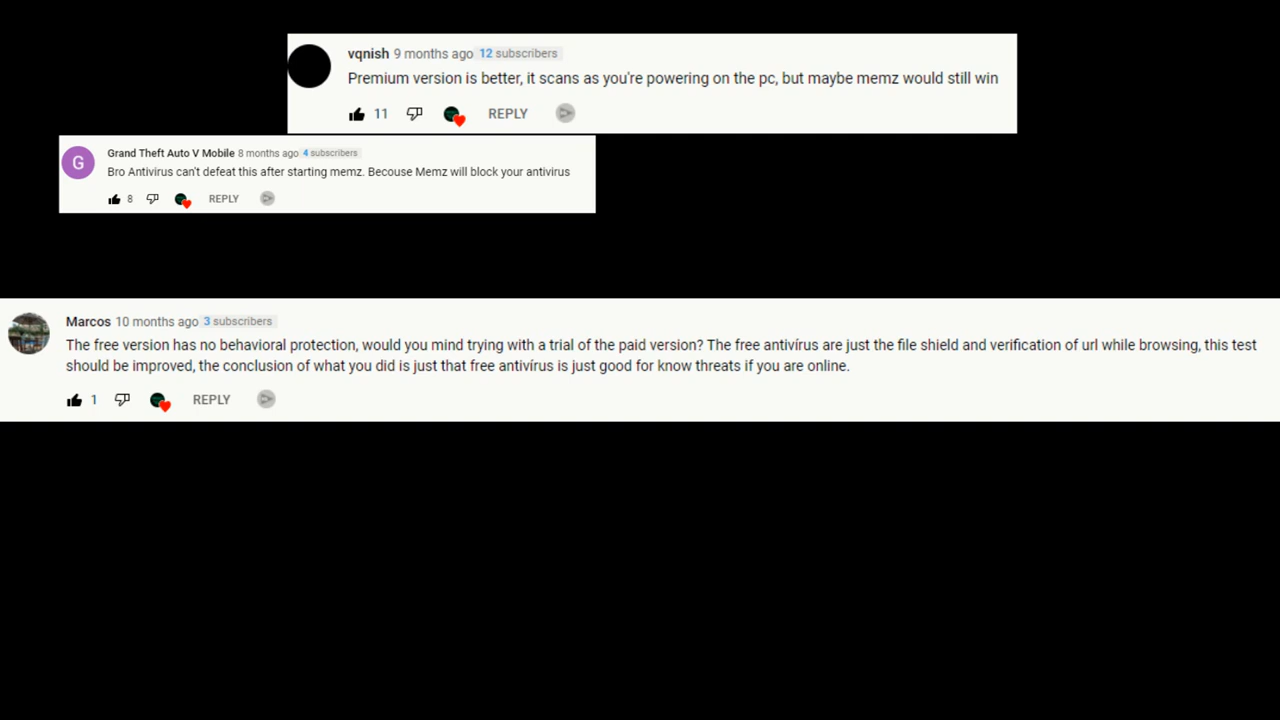 vqnish 9 months ago 12 subscribers
Premium version is better, it scans as you're powering on the pc, but maybe memz would still win
11 REPLY
G
Grand Theft Auto V Mobile 8 months ago 4 subscribers
Bro Antivirus can't defeat this after starting memz. Becouse Memz will block your antivirus
8 REPLY
Marcos 10 months ago 3 subscribers
The free version has no behavioral protection, would you mind trying with a trial of the paid version? The free antivírus are just the file shield and verification of url while browsing, this test
should be improved, the conclusion of what you did is just that free antivírus is just good for know threats if you are online.
1 REPLY